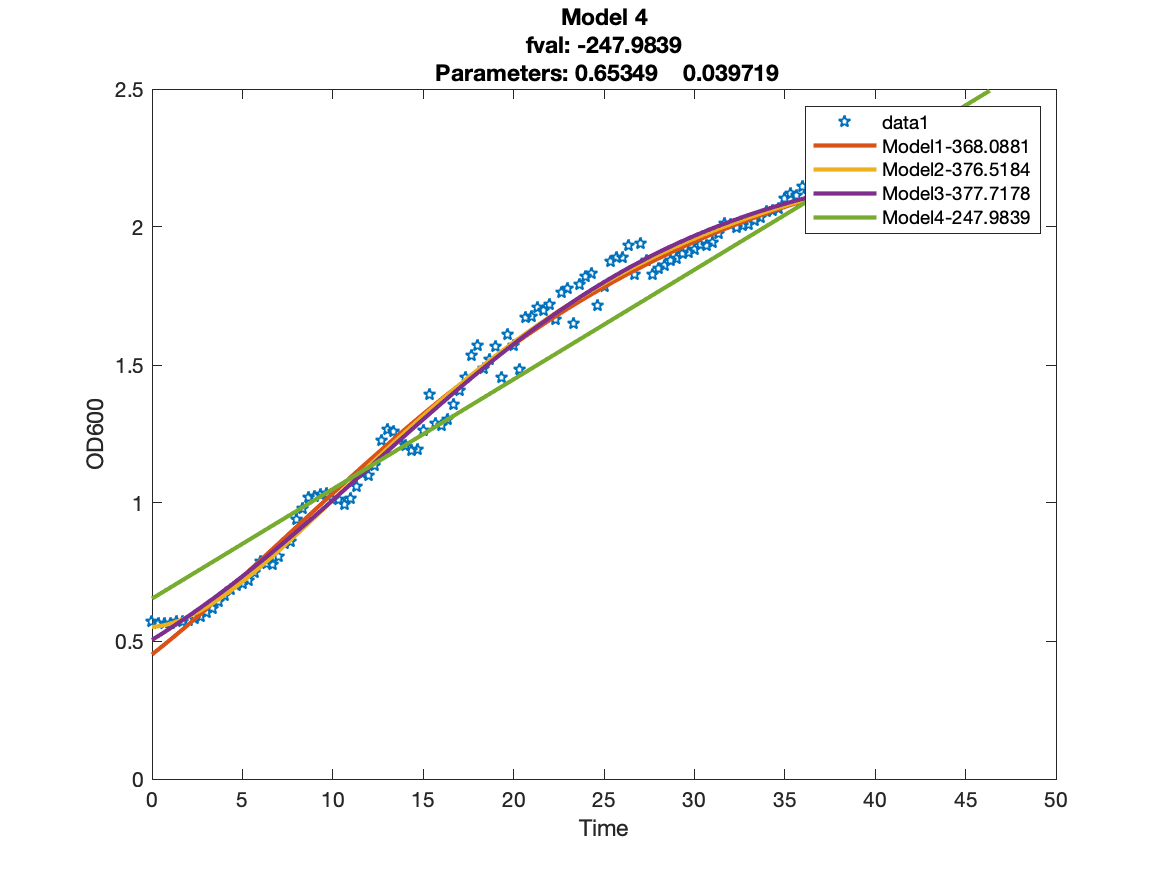 Model 4
fval: -247.9839
Parameters: 0.65349 0.039719
2.5
2
1.5
1
0.5
0
OD600
data1
Model1-368.0881
Model2-376.5184
Model3-377.7178
Model4-247.9839
0 5 10 15 20 25 30 35 40 45 50
Time